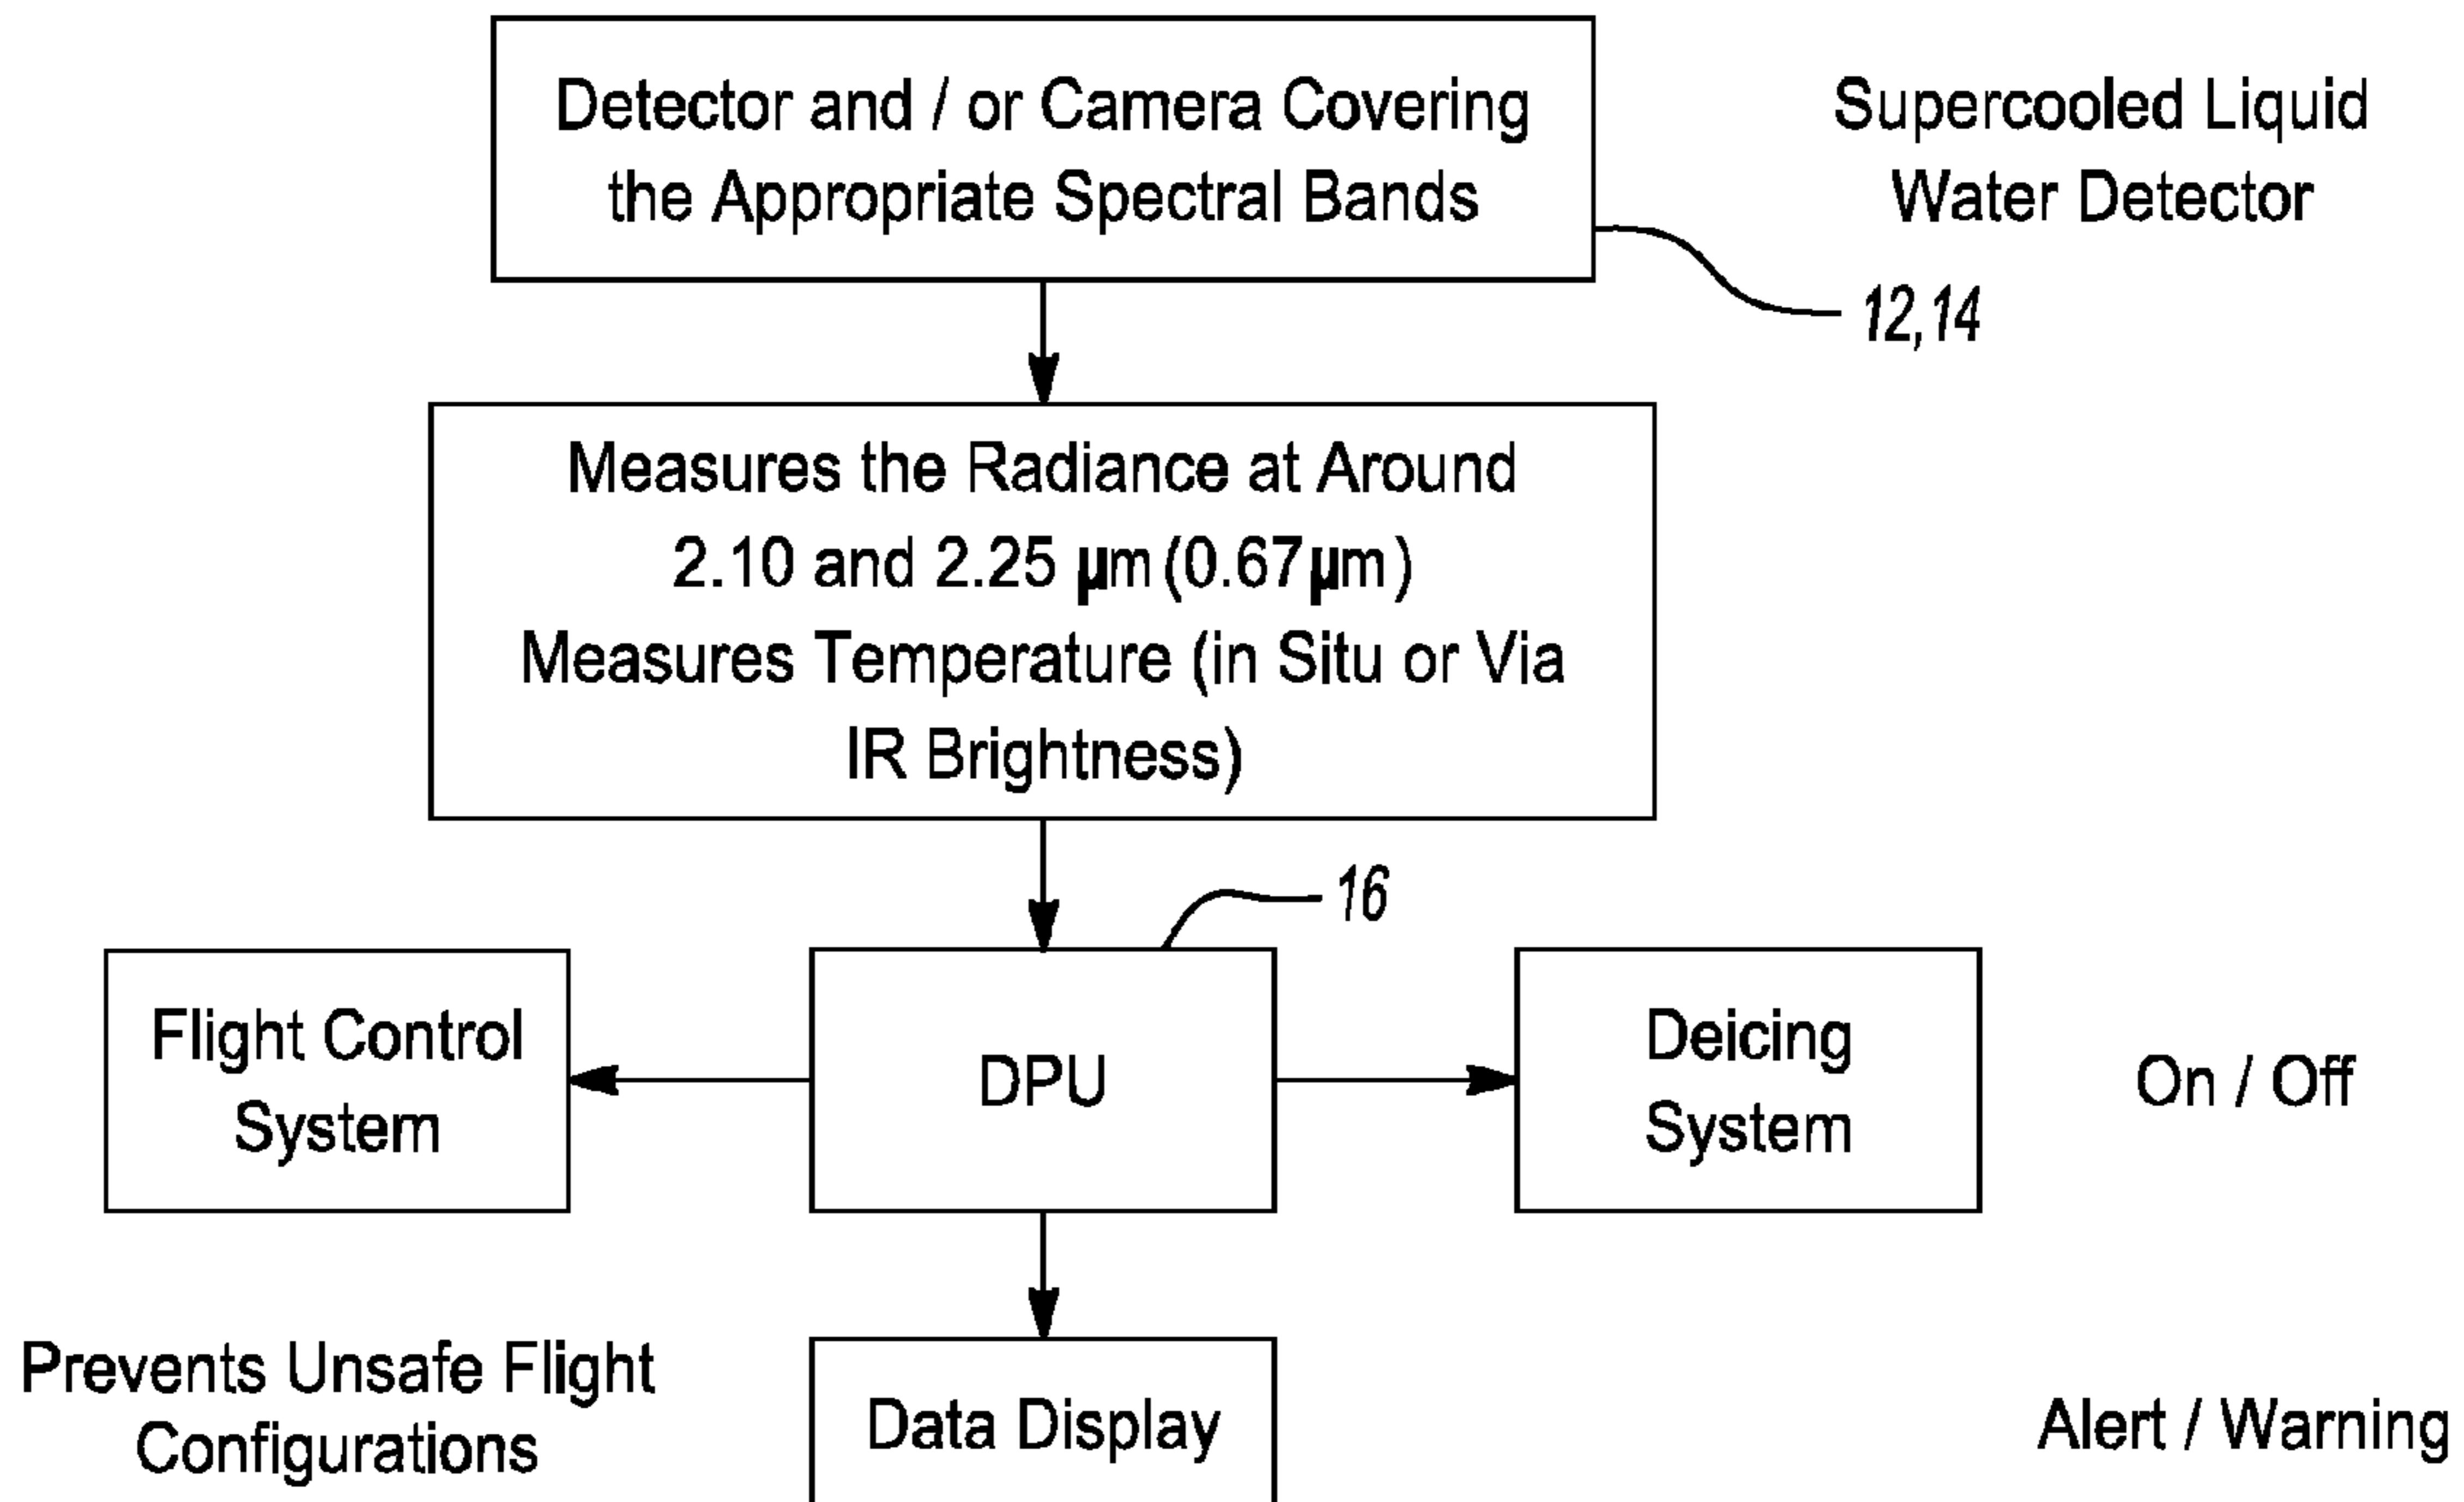 Detector and / or Camera Covering
the Appropriate Spectral Bands
Supercooled Liquid
Water Detector
12,14
Measures the Radiance at Around
2.10 and 2.25 µm (0.67µm)
Measures Temperature (in Situ or Via
IR Brightness)
16
Flight Control
System
DPU
Deicing
System
On / Off
Prevents Unsafe Flight
Configurations
Data Display
Alert / Warning